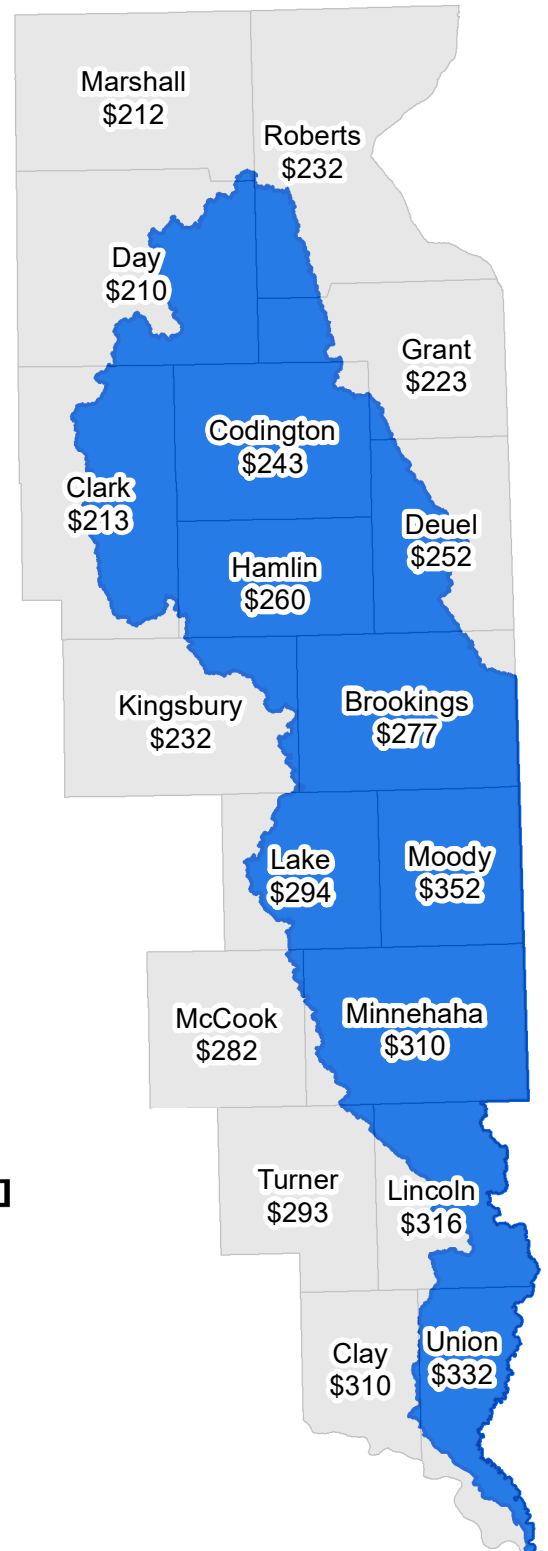 Marshall
$212
Roberts
$232
Day
$210
Grant
$223
Codington
$243
Clark
$213
Deuel
$252
Hamlin
$260
Kingsbury
$232
Brookings
$277
Lake
$294
Moody
$352
McCook
$282
Minnehaha
$310
Turner
$293
]
Lincoln
$316
Clay
$310
Union
$332